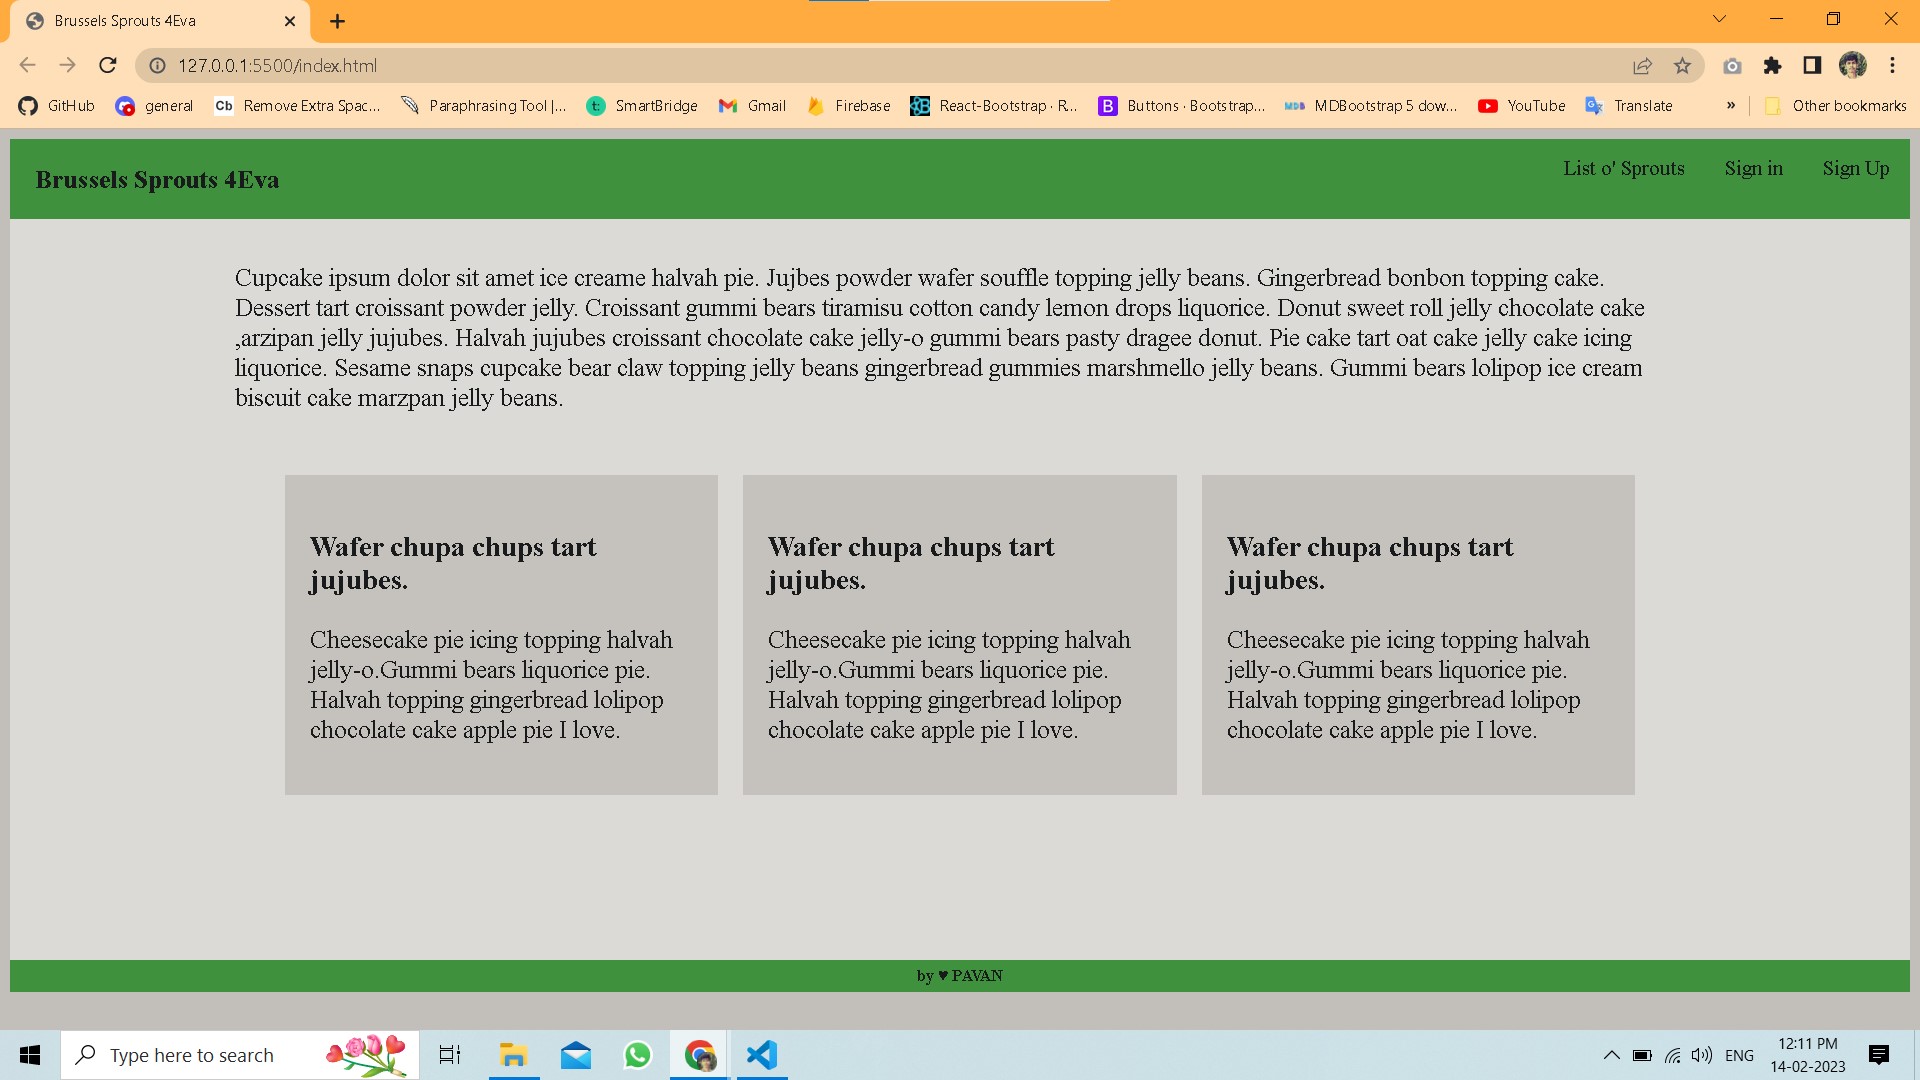 Brussels Sprouts 4Eva
127.0.0.1:5500/index.html
GitHub general Cb Remove Extra Spac... Paraphrasing Tool |... t: SmartBridge Gmail Firebase React-Bootstrap · R... B Buttons · Bootstrap... MDB MDBootstrap 5 dow... YouTube Translate » Other bookmarks
Brussels Sprouts 4Eva
List o' Sprouts Sign in Sign Up
Cupcake ipsum dolor sit amet ice creame halvah pie. Jujbes powder wafer souffle topping jelly beans. Gingerbread bonbon topping cake.
Dessert tart croissant powder jelly. Croissant gummi bears tiramisu cotton candy lemon drops liquorice. Donut sweet roll jelly chocolate cake
,arzipan jelly jujubes. Halvah jujubes croissant chocolate cake jelly-o gummi bears pasty dragee donut. Pie cake tart oat cake jelly cake icing
liquorice. Sesame snaps cupcake bear claw topping jelly beans gingerbread gummies marshmello jelly beans. Gummi bears lolipop ice cream
biscuit cake marzpan jelly beans.
Wafer chupa chups tart
jujubes.
Cheesecake pie icing topping halvah
jelly-o.Gummi bears liquorice pie.
Halvah topping gingerbread lolipop
chocolate cake apple pie I love.
Wafer chupa chups tart
jujubes.
Cheesecake pie icing topping halvah
jelly-o.Gummi bears liquorice pie.
Halvah topping gingerbread lolipop
chocolate cake apple pie I love.
Wafer chupa chups tart
jujubes.
Cheesecake pie icing topping halvah
jelly-o.Gummi bears liquorice pie.
Halvah topping gingerbread lolipop
chocolate cake apple pie I love.
by ♥ PAVAN
Type here to search
ENG
12:11 PM
14-02-2023